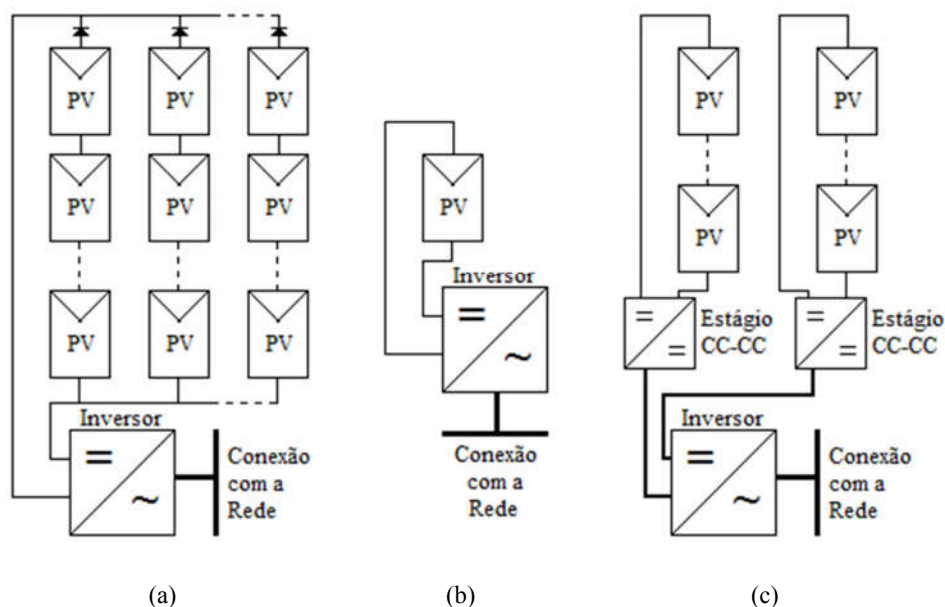 PV PV PV
PV PV PV
PV PV PV
Inversor
=
~
Conexão
com a
Rede
(a)
PV
Inversor
=
~
Conexão
com a
Rede
(b)
PV PV
PV PV
=
=
Estágio
CC-CC
=
=
Estágio
CC-CC
Inversor
=
~
Conexão
com a
Rede
(c)